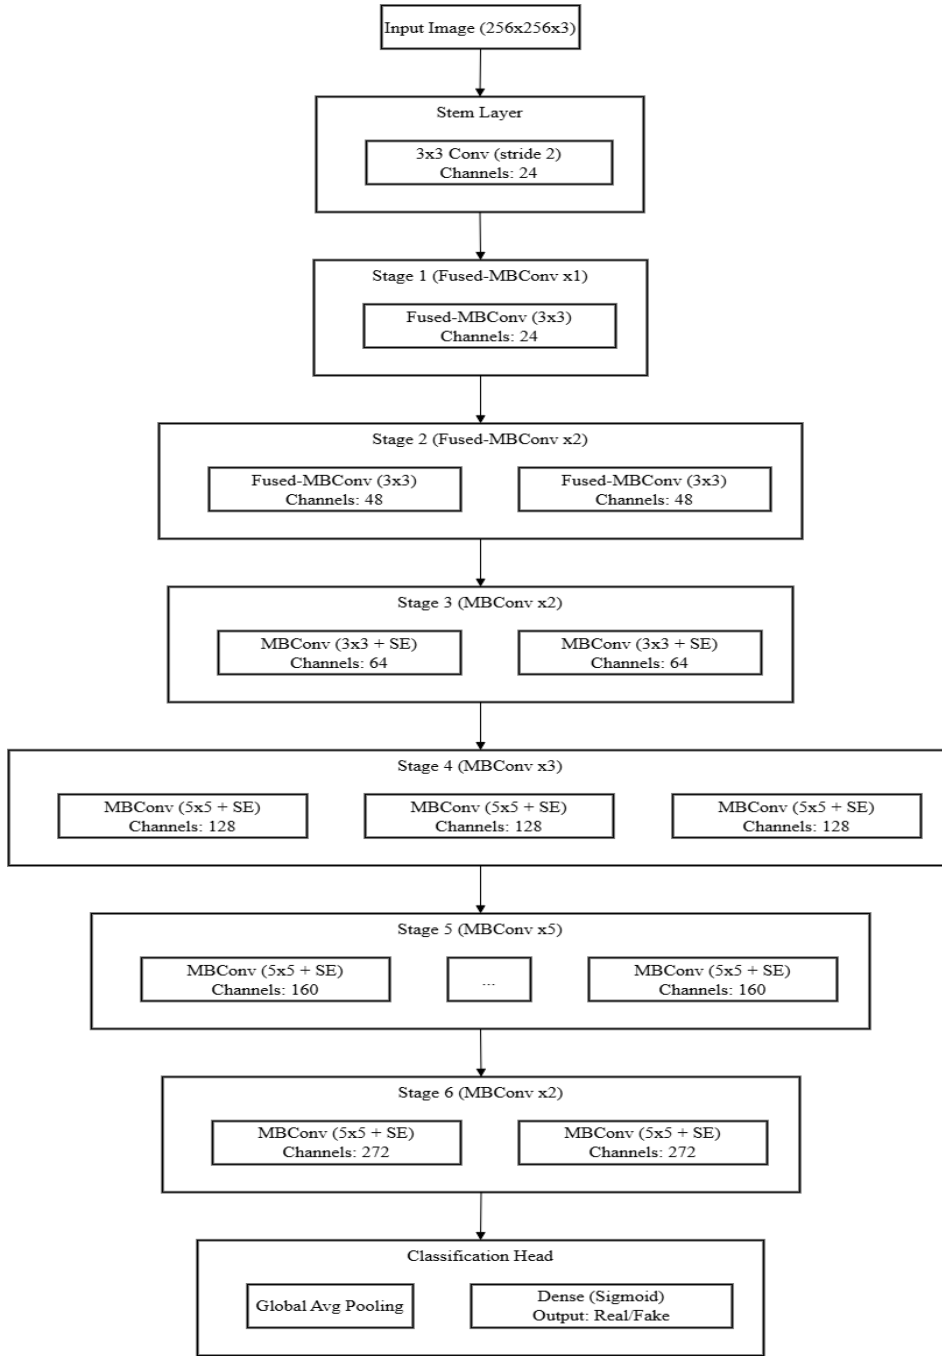 Input Image (256x256x3)
Stem Layer
3x3 Conv (stride 2)
Channels: 24
Stage 1 (Fused-MBConv x1)
Fused-MBConv (3x3)
Channels: 24
Stage 2 (Fused-MBConv x2)
Fused-MBConv (3x3)
Channels: 48
Fused-MBConv (3x3)
Channels: 48
Stage 3 (MBConv x2)
MBConv (3x3 + SE)
Channels: 64
MBConv (3x3 + SE)
Channels: 64
Stage 4 (MBConv x3)
MBConv (5x5 + SE)
Channels: 128
MBConv (5x5 + SE)
Channels: 128
MBConv (5x5 + SE)
Channels: 128
Stage 5 (MBConv x5)
MBConv (5x5 + SE)
Channels: 160
...
MBConv (5x5 + SE)
Channels: 160
Stage 6 (MBConv x2)
MBConv (5x5 + SE)
Channels: 272
MBConv (5x5 + SE)
Channels: 272
Classification Head
Global Avg Pooling
Dense (Sigmoid)
Output: Real/Fake